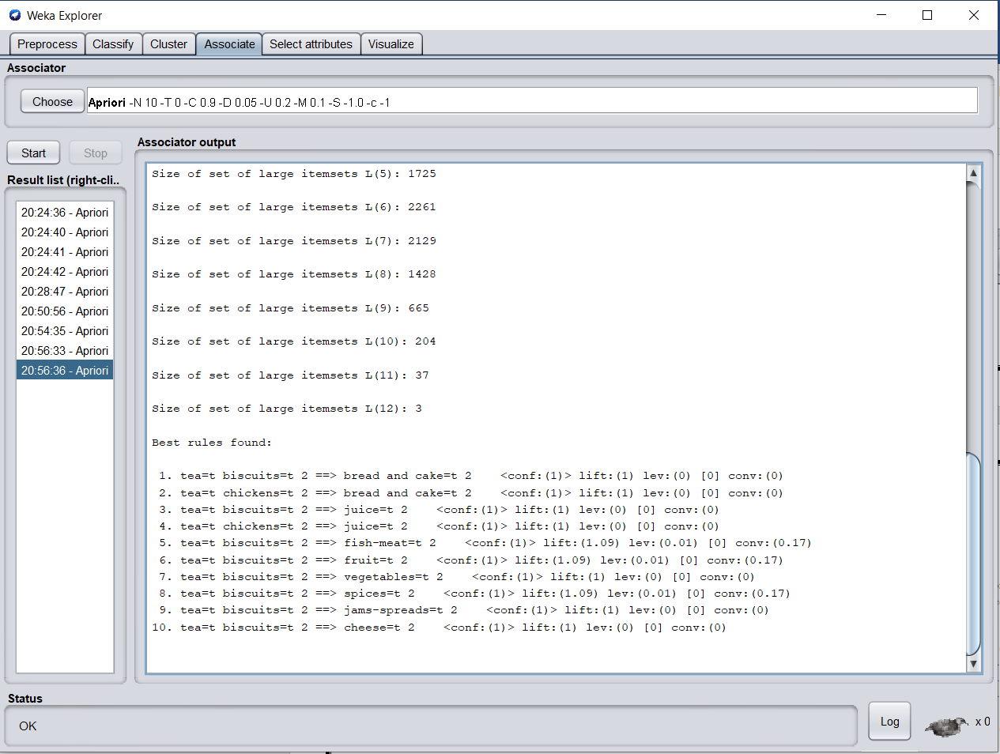 Weka Explorer
Preprocess Classify Cluster Associate Select attributes Visualize
Associator
Choose Apriori -N 10 -T 0 -C 0.9 -D 0.05 -U 0.2 -M 0.1 -S -1.0 -c -1
Start Stop
Result list (right-cli..
20:24:36 - Apriori
20:24:40 - Apriori
20:24:41 - Apriori
20:24:42 - Apriori
20:28:47 - Apriori
20:50:56 - Apriori
20:54:35 - Apriori
20:56:33 - Apriori
20:56:36 - Apriori
Associator output
Size of set of large itemsets L(5): 1725
Size of set of large itemsets L(6): 2261
Size of set of large itemsets L(7): 2129
Size of set of large itemsets L(8): 1428
Size of set of large itemsets L(9): 665
Size of set of large itemsets L(10): 204
Size of set of large itemsets L(11): 37
Size of set of large itemsets L(12): 3
Best rules found:
1. tea=t biscuits=t 2 ==> bread and cake=t 2 <conf:(1)> lift:(1) lev:(0) [0] conv:(0)
2. tea=t chickens=t 2 ==> bread and cake=t 2 <conf:(1)> lift:(1) lev:(0) [0] conv:(0)
3. tea=t biscuits=t 2 ==> juice=t 2 <conf:(1)> lift:(1) lev:(0) [0] conv:(0)
4. tea=t chickens=t 2 ==> juice=t 2 <conf:(1)> lift:(1) lev:(0) [0] conv:(0)
5. tea=t biscuits=t 2 ==> fish-meat=t 2 <conf:(1)> lift:(1.09) lev:(0.01) [0] conv:(0.17)
6. tea=t biscuits=t 2 ==> fruit=t 2 <conf:(1)> lift:(1.09) lev:(0.01) [0] conv:(0.17)
7. tea=t biscuits=t 2 ==> vegetables=t 2 <conf:(1)> lift:(1) lev:(0) [0] conv:(0)
8. tea=t biscuits=t 2 ==> spices=t 2 <conf:(1)> lift:(1.09) lev:(0.01) [0] conv:(0.17)
9. tea=t biscuits=t 2 ==> jams-spreads=t 2 <conf:(1)> lift:(1) lev:(0) [0] conv:(0)
10. tea=t biscuits=t 2 ==> cheese=t 2 <conf:(1)> lift:(1) lev:(0) [0] conv:(0)
Status
OK
Log
x 0